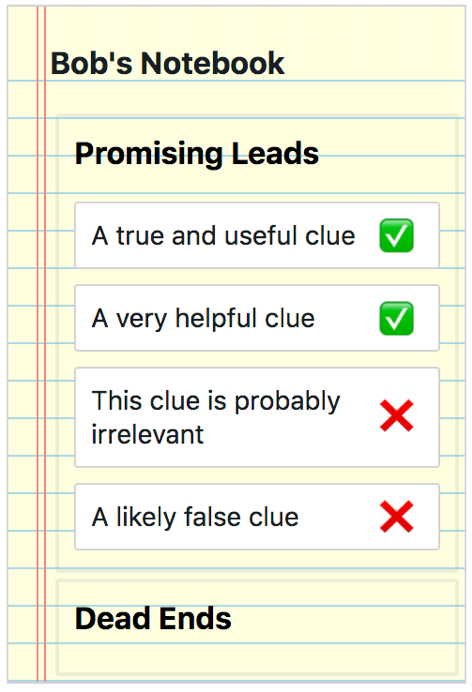 Bob's Notebook
Promising Leads
A true and useful clue
A very helpful clue
This clue is probably
irrelevant
A likely false clue
Dead Ends